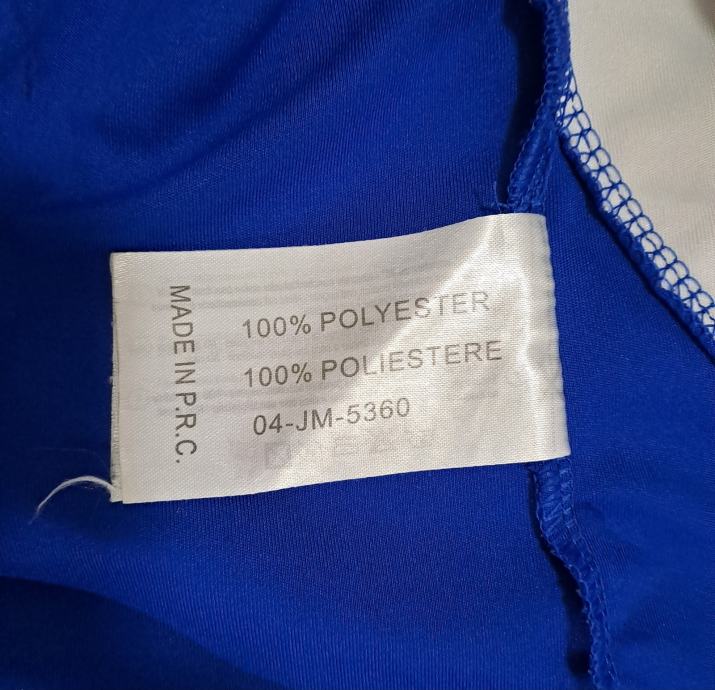 MADE IN P.R.C.
100% POLYESTER
100% POLIESTERE
04-JM-5360